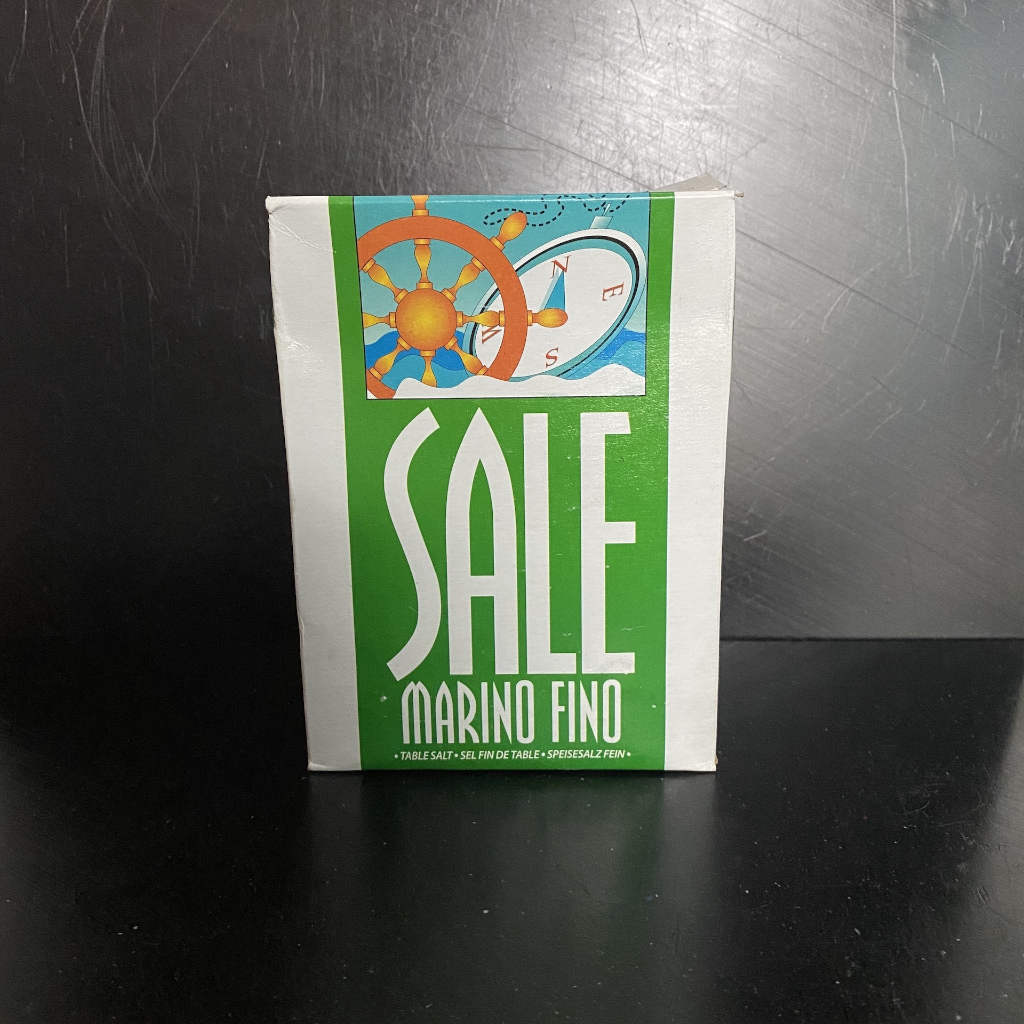 N
E
W
S
SALE
MARINO FINO
• TABLE SALT • SEL FIN DE TABLE • SPEISESALZ FEIN •